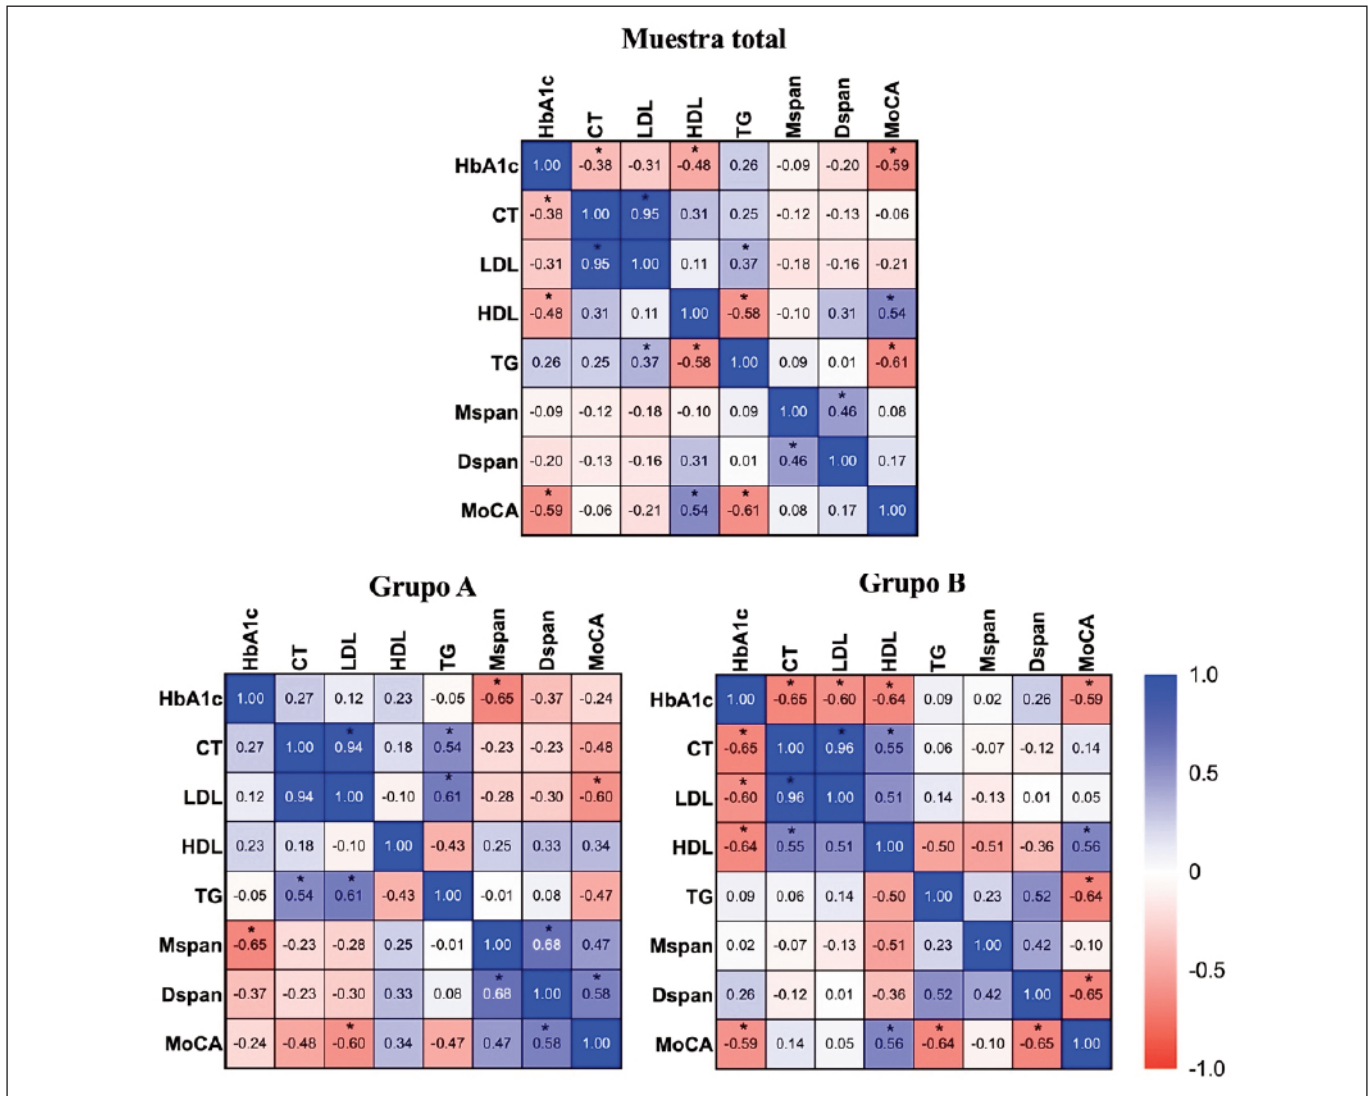 Muestra total
HbA1c CT LDL HDL TG Mspan Dspan MoCA
* * *
HbA1c 1.00 -0.38 -0.31 -0.48 0.26 -0.09 -0.20 -0.59
* *
CT -0.38 1.00 0.95 0.31 0.25 -0.12 -0.13 -0.06
* *
LDL -0.31 0.95 1.00 0.11 0.37 -0.18 -0.16 -0.21
* * *
HDL -0.48 0.31 0.11 1.00 -0.58 -0.10 0.31 0.54
* * *
TG 0.26 0.25 0.37 -0.58 1.00 0.09 0.01 -0.61
*
Mspan -0.09 -0.12 -0.18 -0.10 0.09 1.00 0.46 0.08
*
Dspan -0.20 -0.13 -0.16 0.31 0.01 0.46 1.00 0.17
* * *
MoCA -0.59 -0.06 -0.21 0.54 -0.61 0.08 0.17 1.00
Grupo A
HbA1c CT LDL HDL TG Mspan Dspan MoCA
*
HbA1c 1.00 0.27 0.12 0.23 -0.05 -0.65 -0.37 -0.24
* *
CT 0.27 1.00 0.94 0.18 0.54 -0.23 -0.23 -0.48
* *
LDL 0.12 0.94 1.00 -0.10 0.61 -0.28 -0.30 -0.60
HDL 0.23 0.18 -0.10 1.00 -0.43 0.25 0.33 0.34
* *
TG -0.05 0.54 0.61 -0.43 1.00 -0.01 0.08 -0.47
* *
Mspan -0.65 -0.23 -0.28 0.25 -0.01 1.00 0.68 0.47
* *
Dspan -0.37 -0.23 -0.30 0.33 0.08 0.68 1.00 0.58
* *
MoCA -0.24 -0.48 -0.60 0.34 -0.47 0.47 0.58 1.00
Grupo B
HbA1c CT LDL HDL TG Mspan Dspan MoCA
* * * *
HbA1c 1.00 -0.65 -0.60 -0.64 0.09 0.02 0.26 -0.59
* * *
CT -0.65 1.00 0.96 0.55 0.06 -0.07 -0.12 0.14
* *
LDL -0.60 0.96 1.00 0.51 0.14 -0.13 0.01 0.05
* * *
HDL -0.64 0.55 0.51 1.00 -0.50 -0.51 -0.36 0.56
*
TG 0.09 0.06 0.14 -0.50 1.00 0.23 0.52 -0.64
Mspan 0.02 -0.07 -0.13 -0.51 0.23 1.00 0.42 -0.10
*
Dspan 0.26 -0.12 0.01 -0.36 0.52 0.42 1.00 -0.65
* * * *
MoCA -0.59 0.14 0.05 0.56 -0.64 -0.10 -0.65 1.00
1.0
0.5
0
-0.5
-1.0